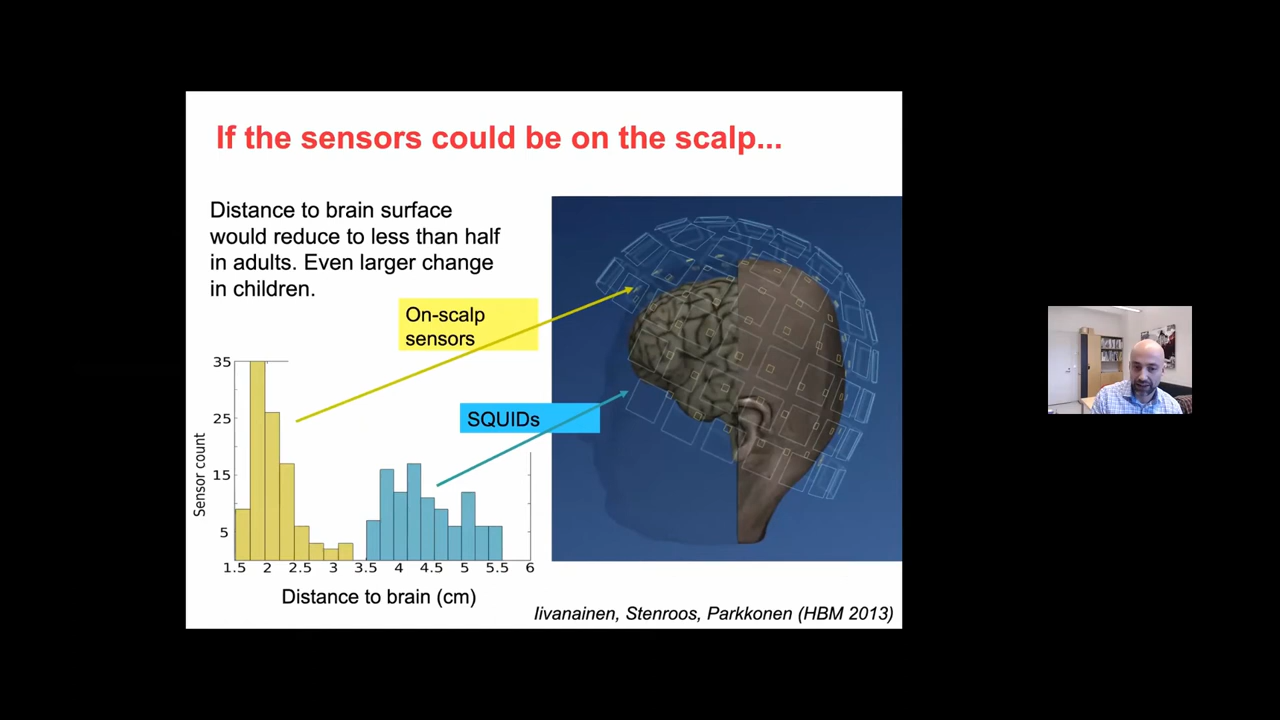 If the sensors could be on the scalp...
Distance to brain surface
would reduce to less than half
in adults. Even larger change
in children.
On-scalp
sensors
SQUIDs
35
25
15
5
Sensor count
1.5 2 2.5 3 3.5 4 4.5 5 5.5 6
Distance to brain (cm)
Iivanainen, Stenroos, Parkkonen (HBM 2013)